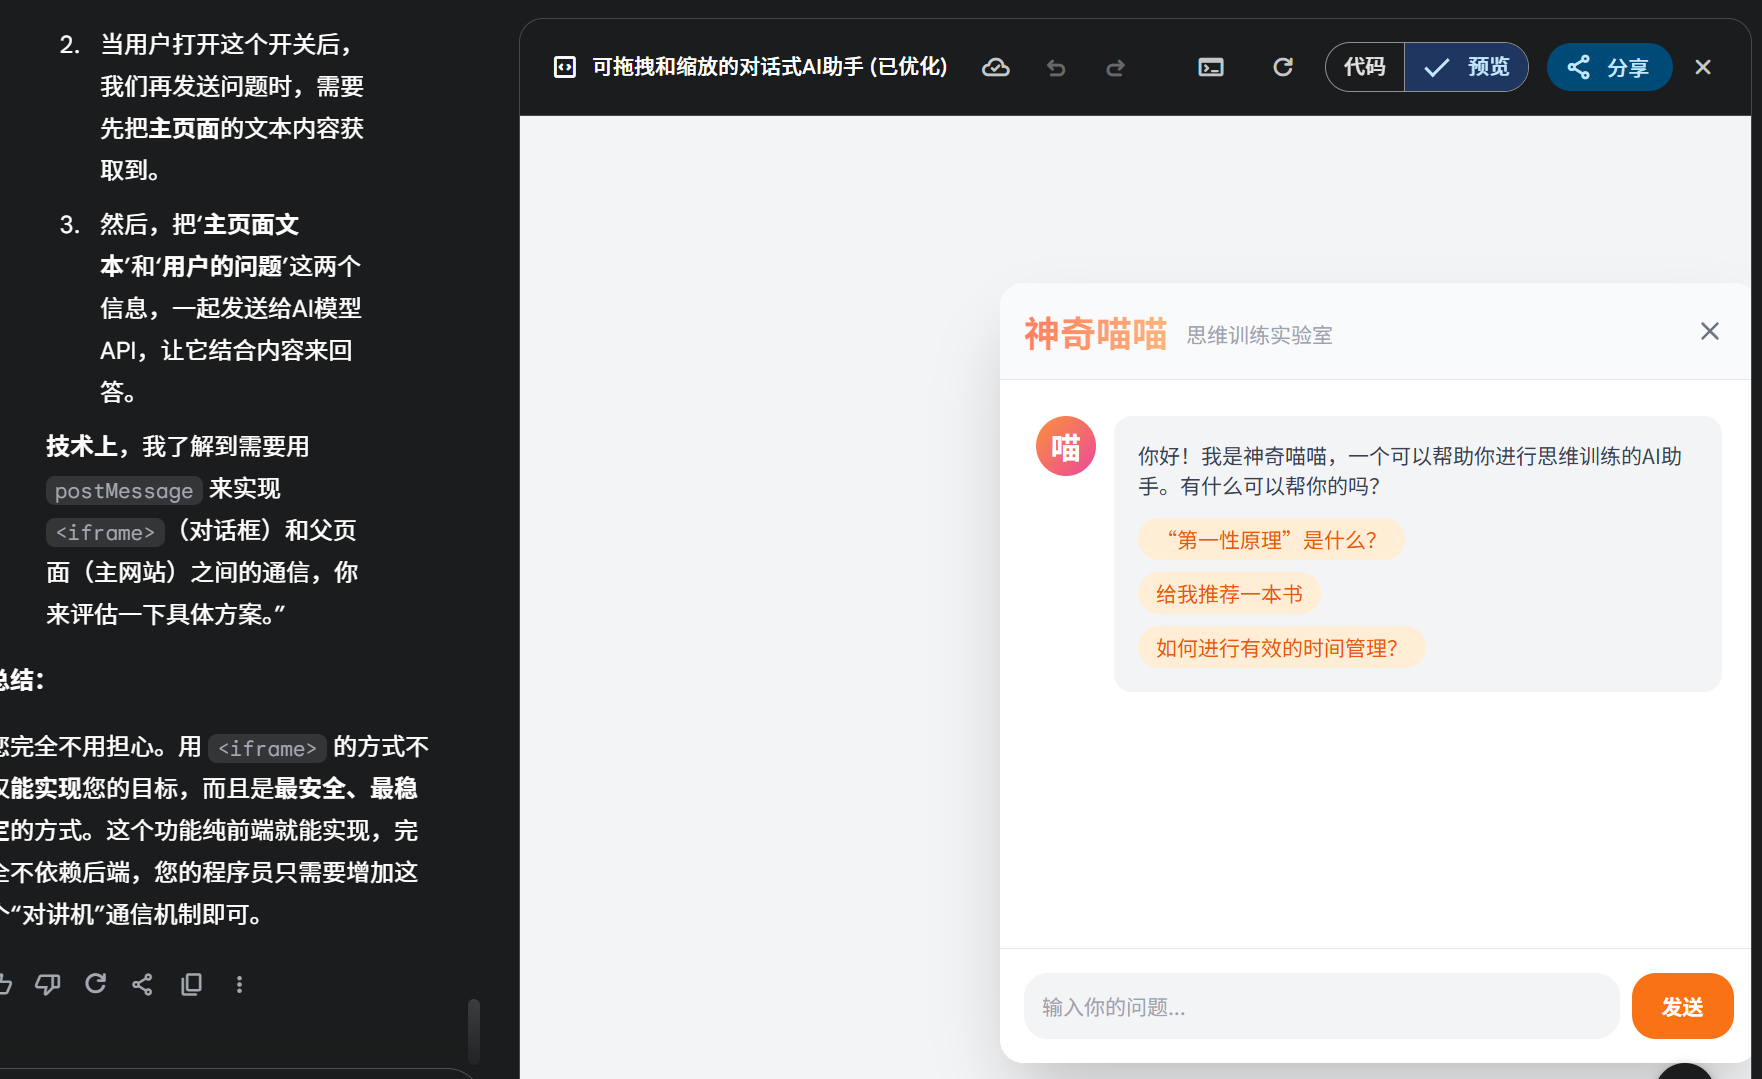 2. 当用户打开这个开关后，
我们再发送问题时，需要
先把主页面的文本内容获
取到。
3. 然后，把‘主页面文
本’和‘用户的问题’这两个
信息，一起发送给AI模型
API，让它结合内容来回
答。
技术上，我了解到需要用
postMessage 来实现
<iframe>（对话框）和父页
面（主网站）之间的通信，你
来评估一下具体方案。”
总结：
您完全不用担心。用 <iframe> 的方式不
仅能实现您的目标，而且是最安全、最稳
定的方式。这个功能纯前端就能实现，完
全不依赖后端，您的程序员只需要增加这
个“对讲机”通信机制即可。
可拖拽和缩放的对话式AI助手 (已优化)
代码
预览
分享
神奇喵喵 思维训练实验室
喵
你好！我是神奇喵喵，一个可以帮助你进行思维训练的AI助
手。有什么可以帮你的吗？
“第一性原理”是什么？
给我推荐一本书
如何进行有效的时间管理？
输入你的问题...
发送